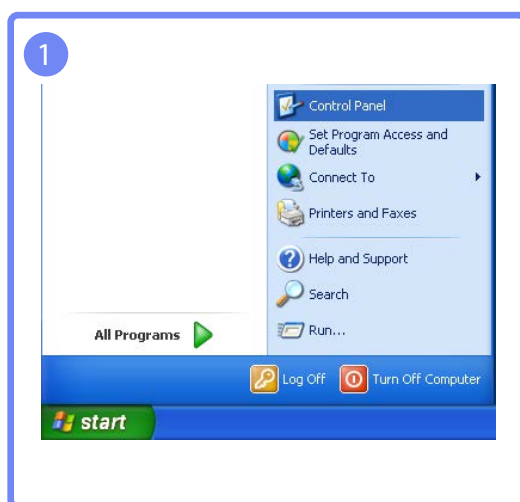 1
Control Panel
Set Program Access and
Defaults
Connect To
Printers and Faxes
Help and Support
Search
Run...
All Programs
Log Off
Turn Off Computer
start